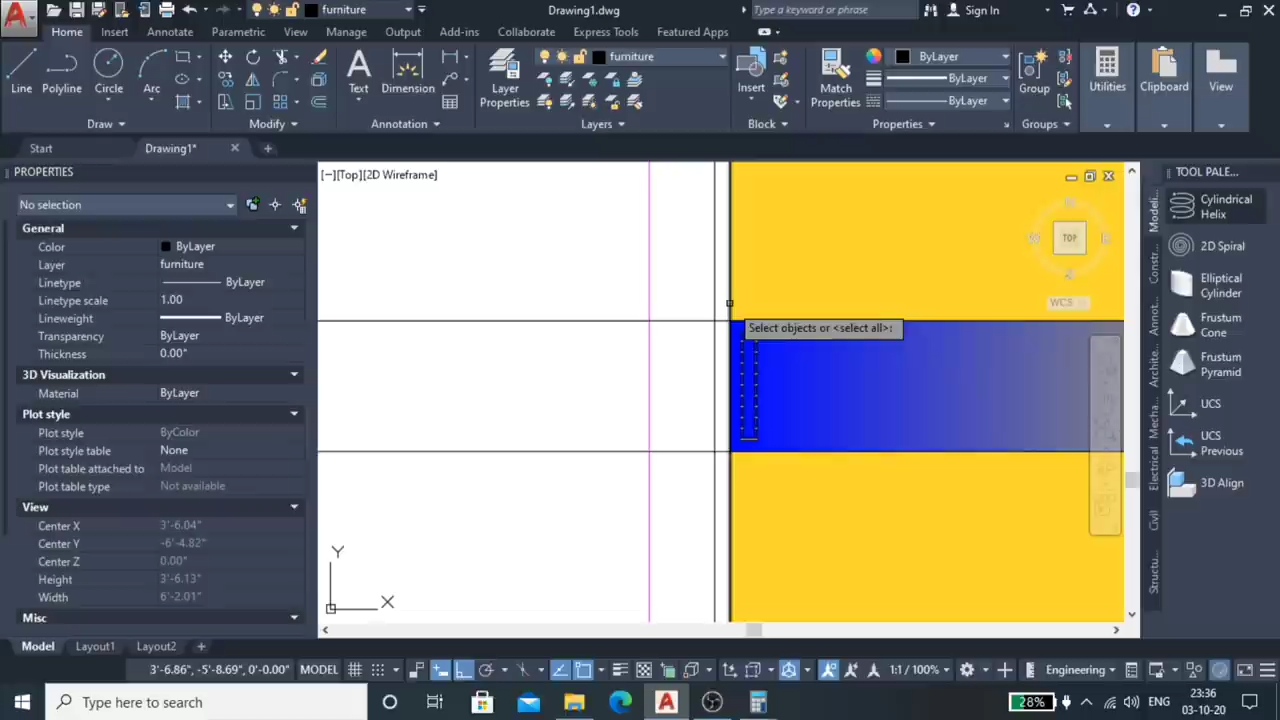 furniture
Drawing1.dwg
Type a keyword or phrase
Sign In
Home
Insert
Annotate
Parametric
View
Manage
Output
Add-ins
Collaborate
Express Tools
Featured Apps
Line
Polyline
Circle
Arc
Text
Dimension
Layer
Properties
furniture
Insert
Match
Properties
ByLayer
ByLayer
ByLayer
Group
Utilities
Clipboard
View
Draw
Modify
Annotation
Layers
Block
Properties
Groups
Start
Drawing1*
PROPERTIES
No selection
General
Color ByLayer
Layer furniture
Linetype ByLayer
Linetype scale 1.00
Lineweight ByLayer
Transparency ByLayer
Thickness 0.00"
3D Visualization
Material ByLayer
Plot style
Plot style ByColor
Plot style table None
Plot table attached to Model
Plot table type Not available
View
Center X 3'-6.04"
Center Y -6'-4.82"
Center Z 0.00"
Height 3'-6.13"
Width 6'-2.01"
Misc
[−][Top][2D Wireframe]
Select objects or <select all>:
TOP
WCS
Y
X
TOOL PALE...
Modeli...
Constr...
Annot...
Archite...
Mecha...
Electrical
Civil
Structu...
Cylindrical
Helix
2D Spiral
Elliptical
Cylinder
Frustum
Cone
Frustum
Pyramid
UCS
UCS
Previous
3D Align
Model
Layout1
Layout2
3'-6.86", -5'-8.69", 0'-0.00"
MODEL
1:1 / 100%
Engineering
Type here to search
28%
ENG
23:36
03-10-20